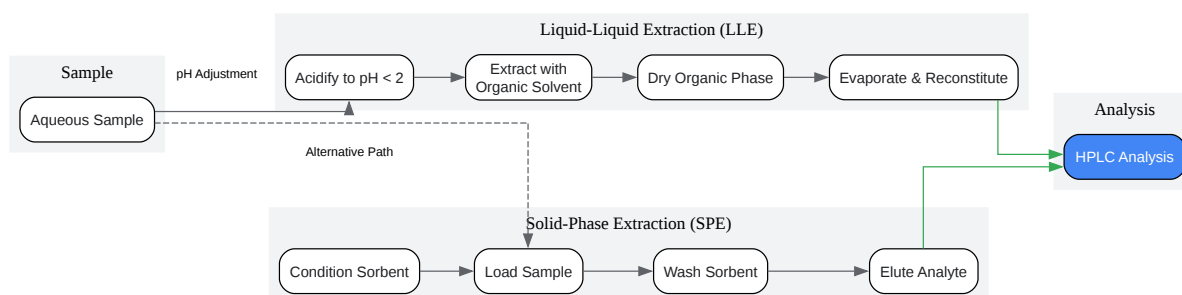 Liquid-Liquid Extraction (LLE)
Sample
pH Adjustment
Acidify to pH < 2
Extract with
Organic Solvent
Dry Organic Phase
Evaporate & Reconstitute
Aqueous Sample
Analysis
Alternative Path
HPLC Analysis
Solid-Phase Extraction (SPE)
Condition Sorbent
Load Sample
Wash Sorbent
Elute Analyte